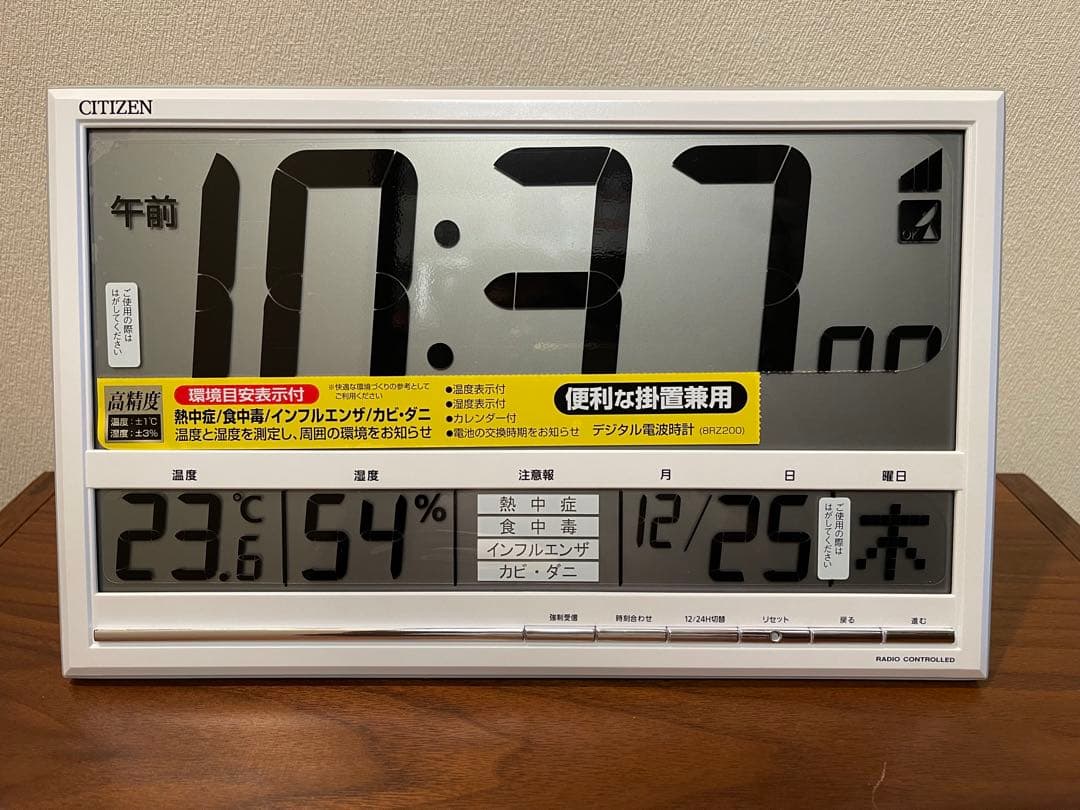 CITIZEN
午前
10:37
ご使用の際は
はがしてください
高精度
温度:±1℃
湿度:±3%
環境目安表示付
※快適な環境づくりの参考として
ご利用ください
熱中症/食中毒/インフルエンザ/カビ・ダニ
温度と湿度を測定し、周囲の環境をお知らせ
●温度表示付
●湿度表示付
●カレンダー付
●電池の交換時期をお知らせ
便利な掛置兼用
デジタル電波時計 (8RZ200)
温度 湿度 注意報 月 日 曜日
23.6℃ 54%
熱中症
食中毒
インフルエンザ
カビ・ダニ
12/25
ご使用の際は
はがしてください
木
強制受信 時刻合わせ 12/24H切替 リセット 戻る 進む
RADIO CONTROLLED